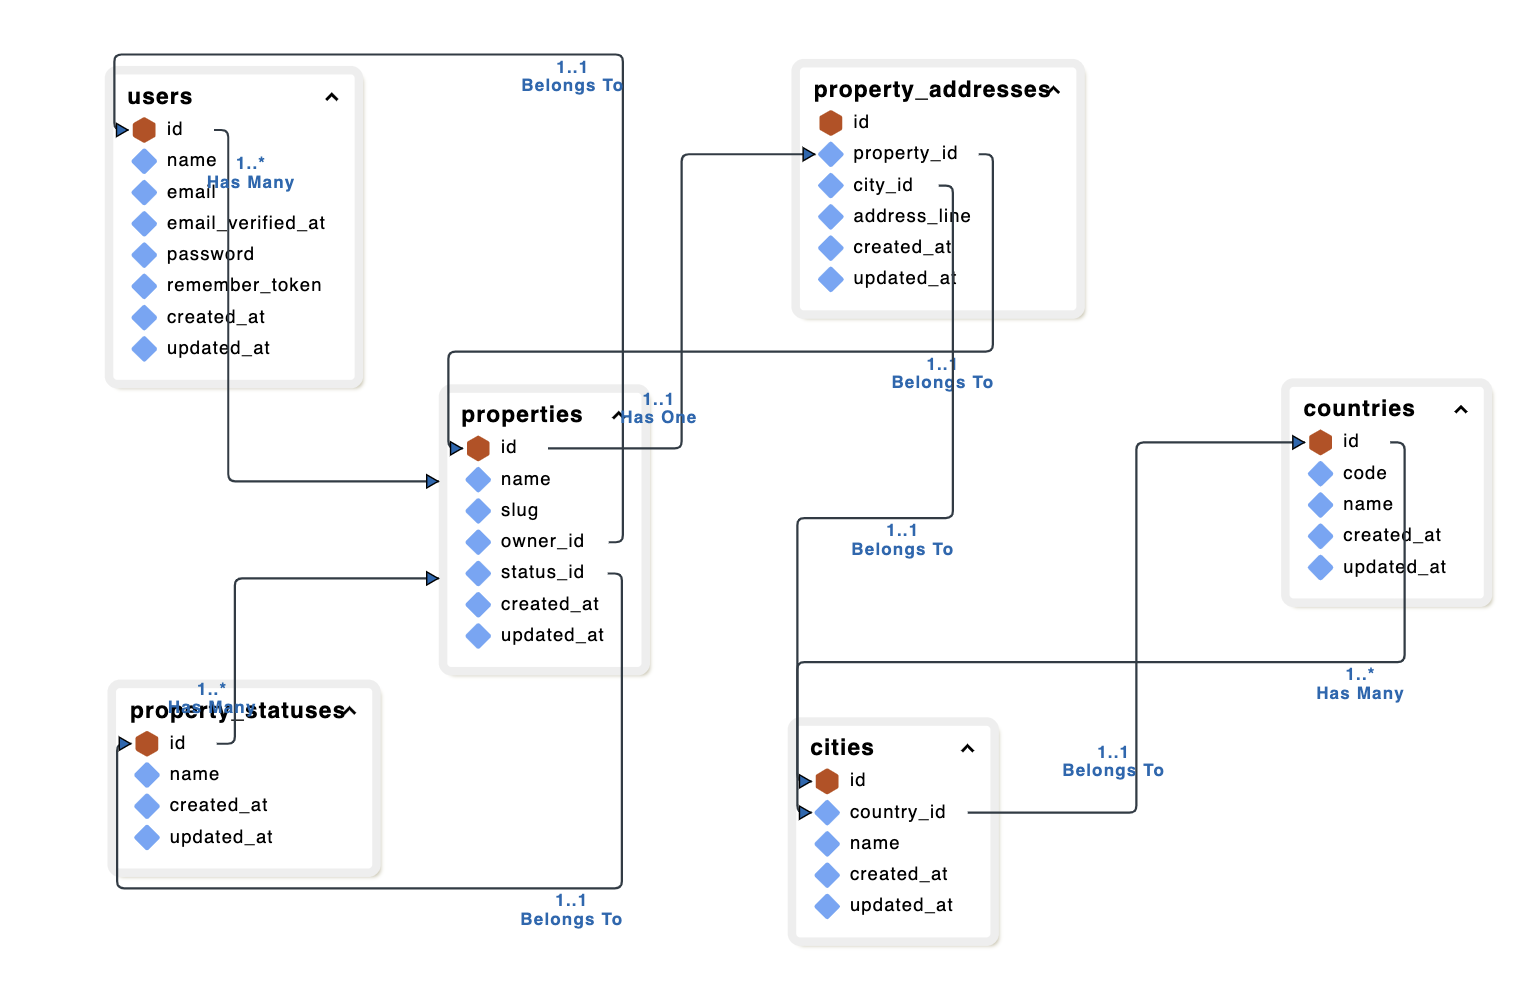 users
id
name
email
email_verified_at
password
remember_token
created_at
updated_at
1..*
Has Many
1..1
Belongs To
property_addresses
id
property_id
city_id
address_line
created_at
updated_at
1..1
Belongs To
properties
id
name
slug
owner_id
status_id
created_at
updated_at
1..1
Has One
1..1
Belongs To
countries
id
code
name
created_at
updated_at
1..*
Has Many
property_statuses
id
name
created_at
updated_at
1..*
Has Many
1..1
Belongs To
cities
id
country_id
name
created_at
updated_at
1..1
Belongs To